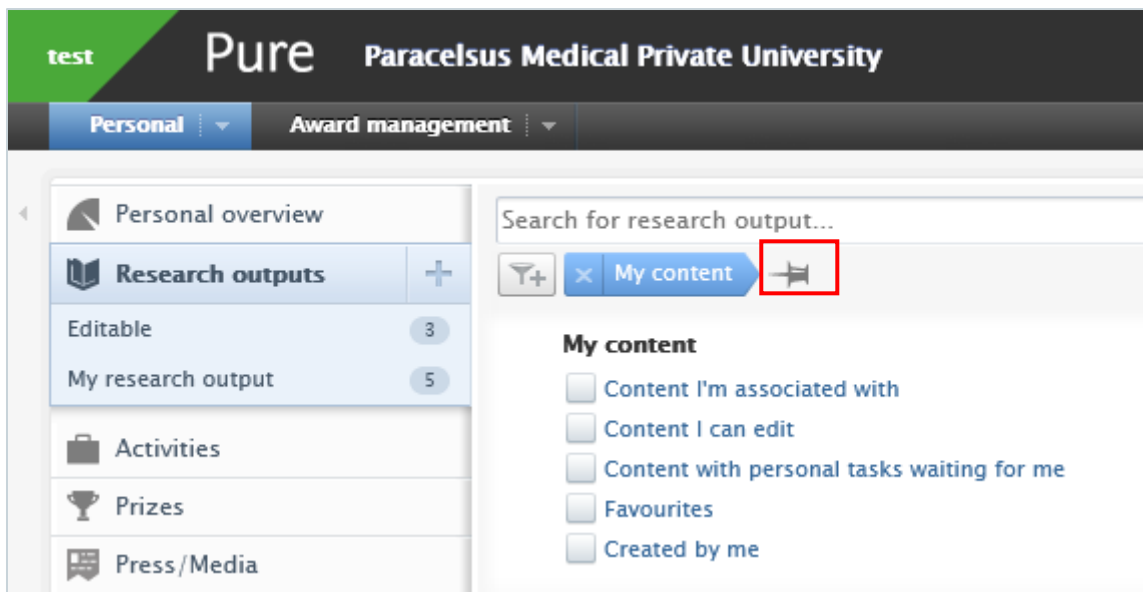 test
Pure
Paracelsus Medical Private University
Personal
Award management
Personal overview
Research outputs
Editable 3
My research output 5
Activities
Prizes
Press/Media
Search for research output...
My content
My content
Content I'm associated with
Content I can edit
Content with personal tasks waiting for me
Favourites
Created by me